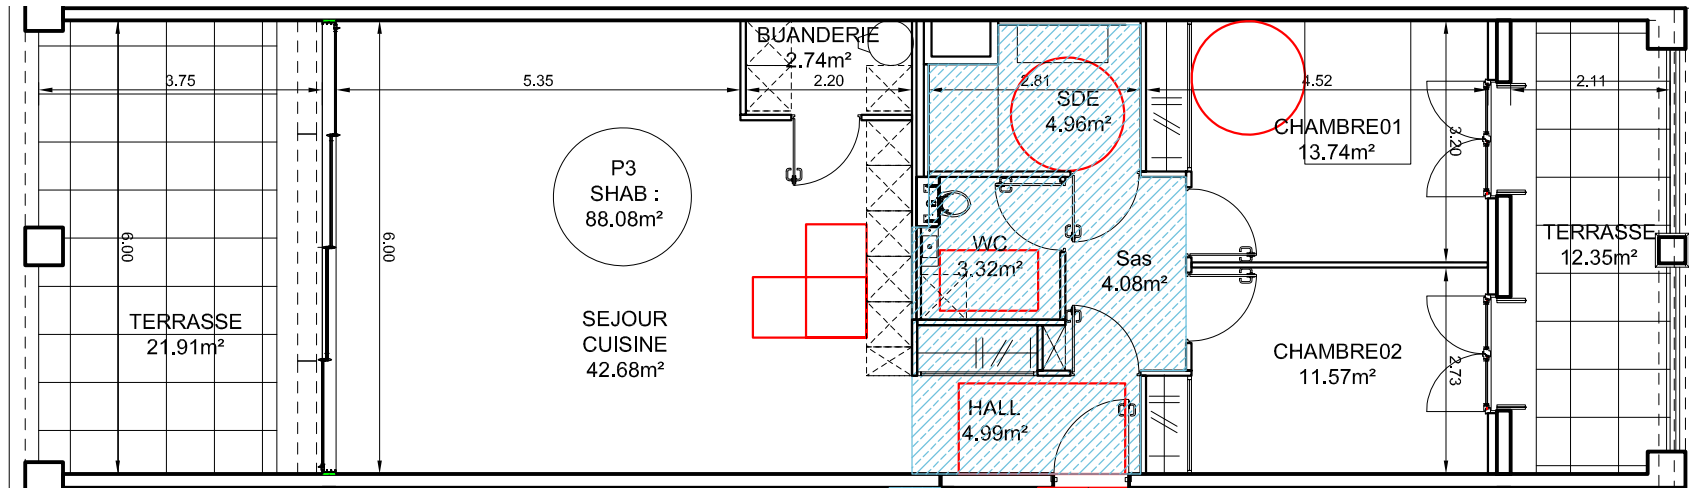 BUANDERIE
2.74m²
3.75
5.35
2.20
2.81
4.52
2.11
SDE
4.96m²
CHAMBRE01
13.74m²
3.20
P3
SHAB :
88.08m²
6.00
6.00
WC
3.32m²
Sas
4.08m²
TERRASSE
12.35m²
TERRASSE
21.91m²
SEJOUR
CUISINE
42.68m²
CHAMBRE02
11.57m²
2.73
HALL
4.99m²